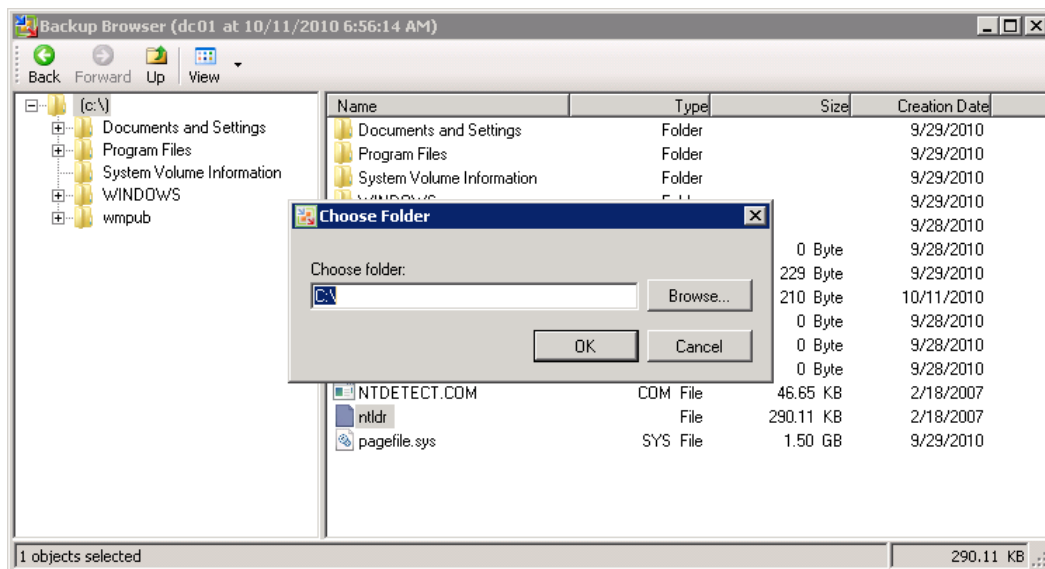 Backup Browser (dc01 at 10/11/2010 6:56:14 AM)
Back Forward Up View
(c:\)
Documents and Settings
Program Files
System Volume Information
WINDOWS
wmpub
Name Type Size Creation Date
Documents and Settings Folder 9/29/2010
Program Files Folder 9/29/2010
System Volume Information Folder 9/29/2010
9/29/2010
9/28/2010
0 Byte 9/28/2010
229 Byte 9/29/2010
210 Byte 10/11/2010
0 Byte 9/28/2010
0 Byte 9/28/2010
0 Byte 9/28/2010
NTDETECT.COM COM File 46.65 KB 2/18/2007
ntldr File 290.11 KB 2/18/2007
pagefile.sys SYS File 1.50 GB 9/29/2010
Choose Folder
Choose folder:
C:\
Browse...
OK Cancel
1 objects selected 290.11 KB